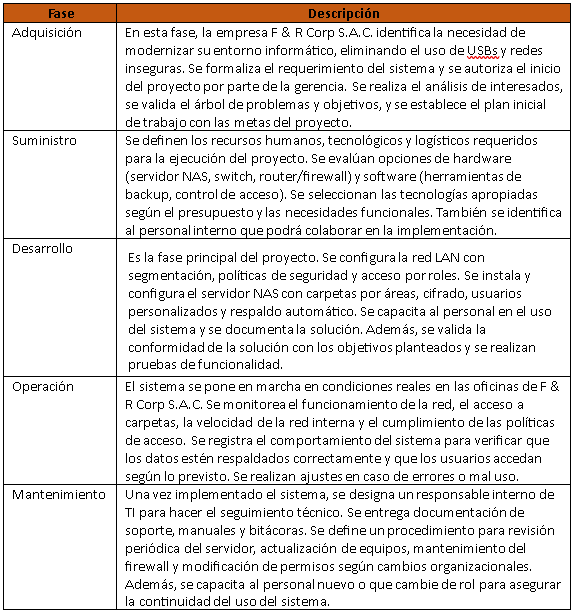 Fase Descripción
Adquisición En esta fase, la empresa F & R Corp S.A.C. identifica la necesidad de
modernizar su entorno informático, eliminando el uso de USBs y redes
inseguras. Se formaliza el requerimiento del sistema y se autoriza el inicio
del proyecto por parte de la gerencia. Se realiza el análisis de interesados,
se valida el árbol de problemas y objetivos, y se establece el plan inicial
de trabajo con las metas del proyecto.
Suministro Se definen los recursos humanos, tecnológicos y logísticos requeridos
para la ejecución del proyecto. Se evalúan opciones de hardware
(servidor NAS, switch, router/firewall) y software (herramientas de
backup, control de acceso). Se seleccionan las tecnologías apropiadas
según el presupuesto y las necesidades funcionales. También se identifica
al personal interno que podrá colaborar en la implementación.
Desarrollo Es la fase principal del proyecto. Se configura la red LAN con
segmentación, políticas de seguridad y acceso por roles. Se instala y
configura el servidor NAS con carpetas por áreas, cifrado, usuarios
personalizados y respaldo automático. Se capacita al personal en el uso
del sistema y se documenta la solución. Además, se valida la
conformidad de la solución con los objetivos planteados y se realizan
pruebas de funcionalidad.
Operación El sistema se pone en marcha en condiciones reales en las oficinas de F &
R Corp S.A.C. Se monitorea el funcionamiento de la red, el acceso a
carpetas, la velocidad de la red interna y el cumplimiento de las políticas
de acceso. Se registra el comportamiento del sistema para verificar que
los datos estén respaldados correctamente y que los usuarios accedan
según lo previsto. Se realizan ajustes en caso de errores o mal uso.
Mantenimiento Una vez implementado el sistema, se designa un responsable interno de
TI para hacer el seguimiento técnico. Se entrega documentación de
soporte, manuales y bitácoras. Se define un procedimiento para revisión
periódica del servidor, actualización de equipos, mantenimiento del
firewall y modificación de permisos según cambios organizacionales.
Además, se capacita al personal nuevo o que cambie de rol para asegurar
la continuidad del uso del sistema.